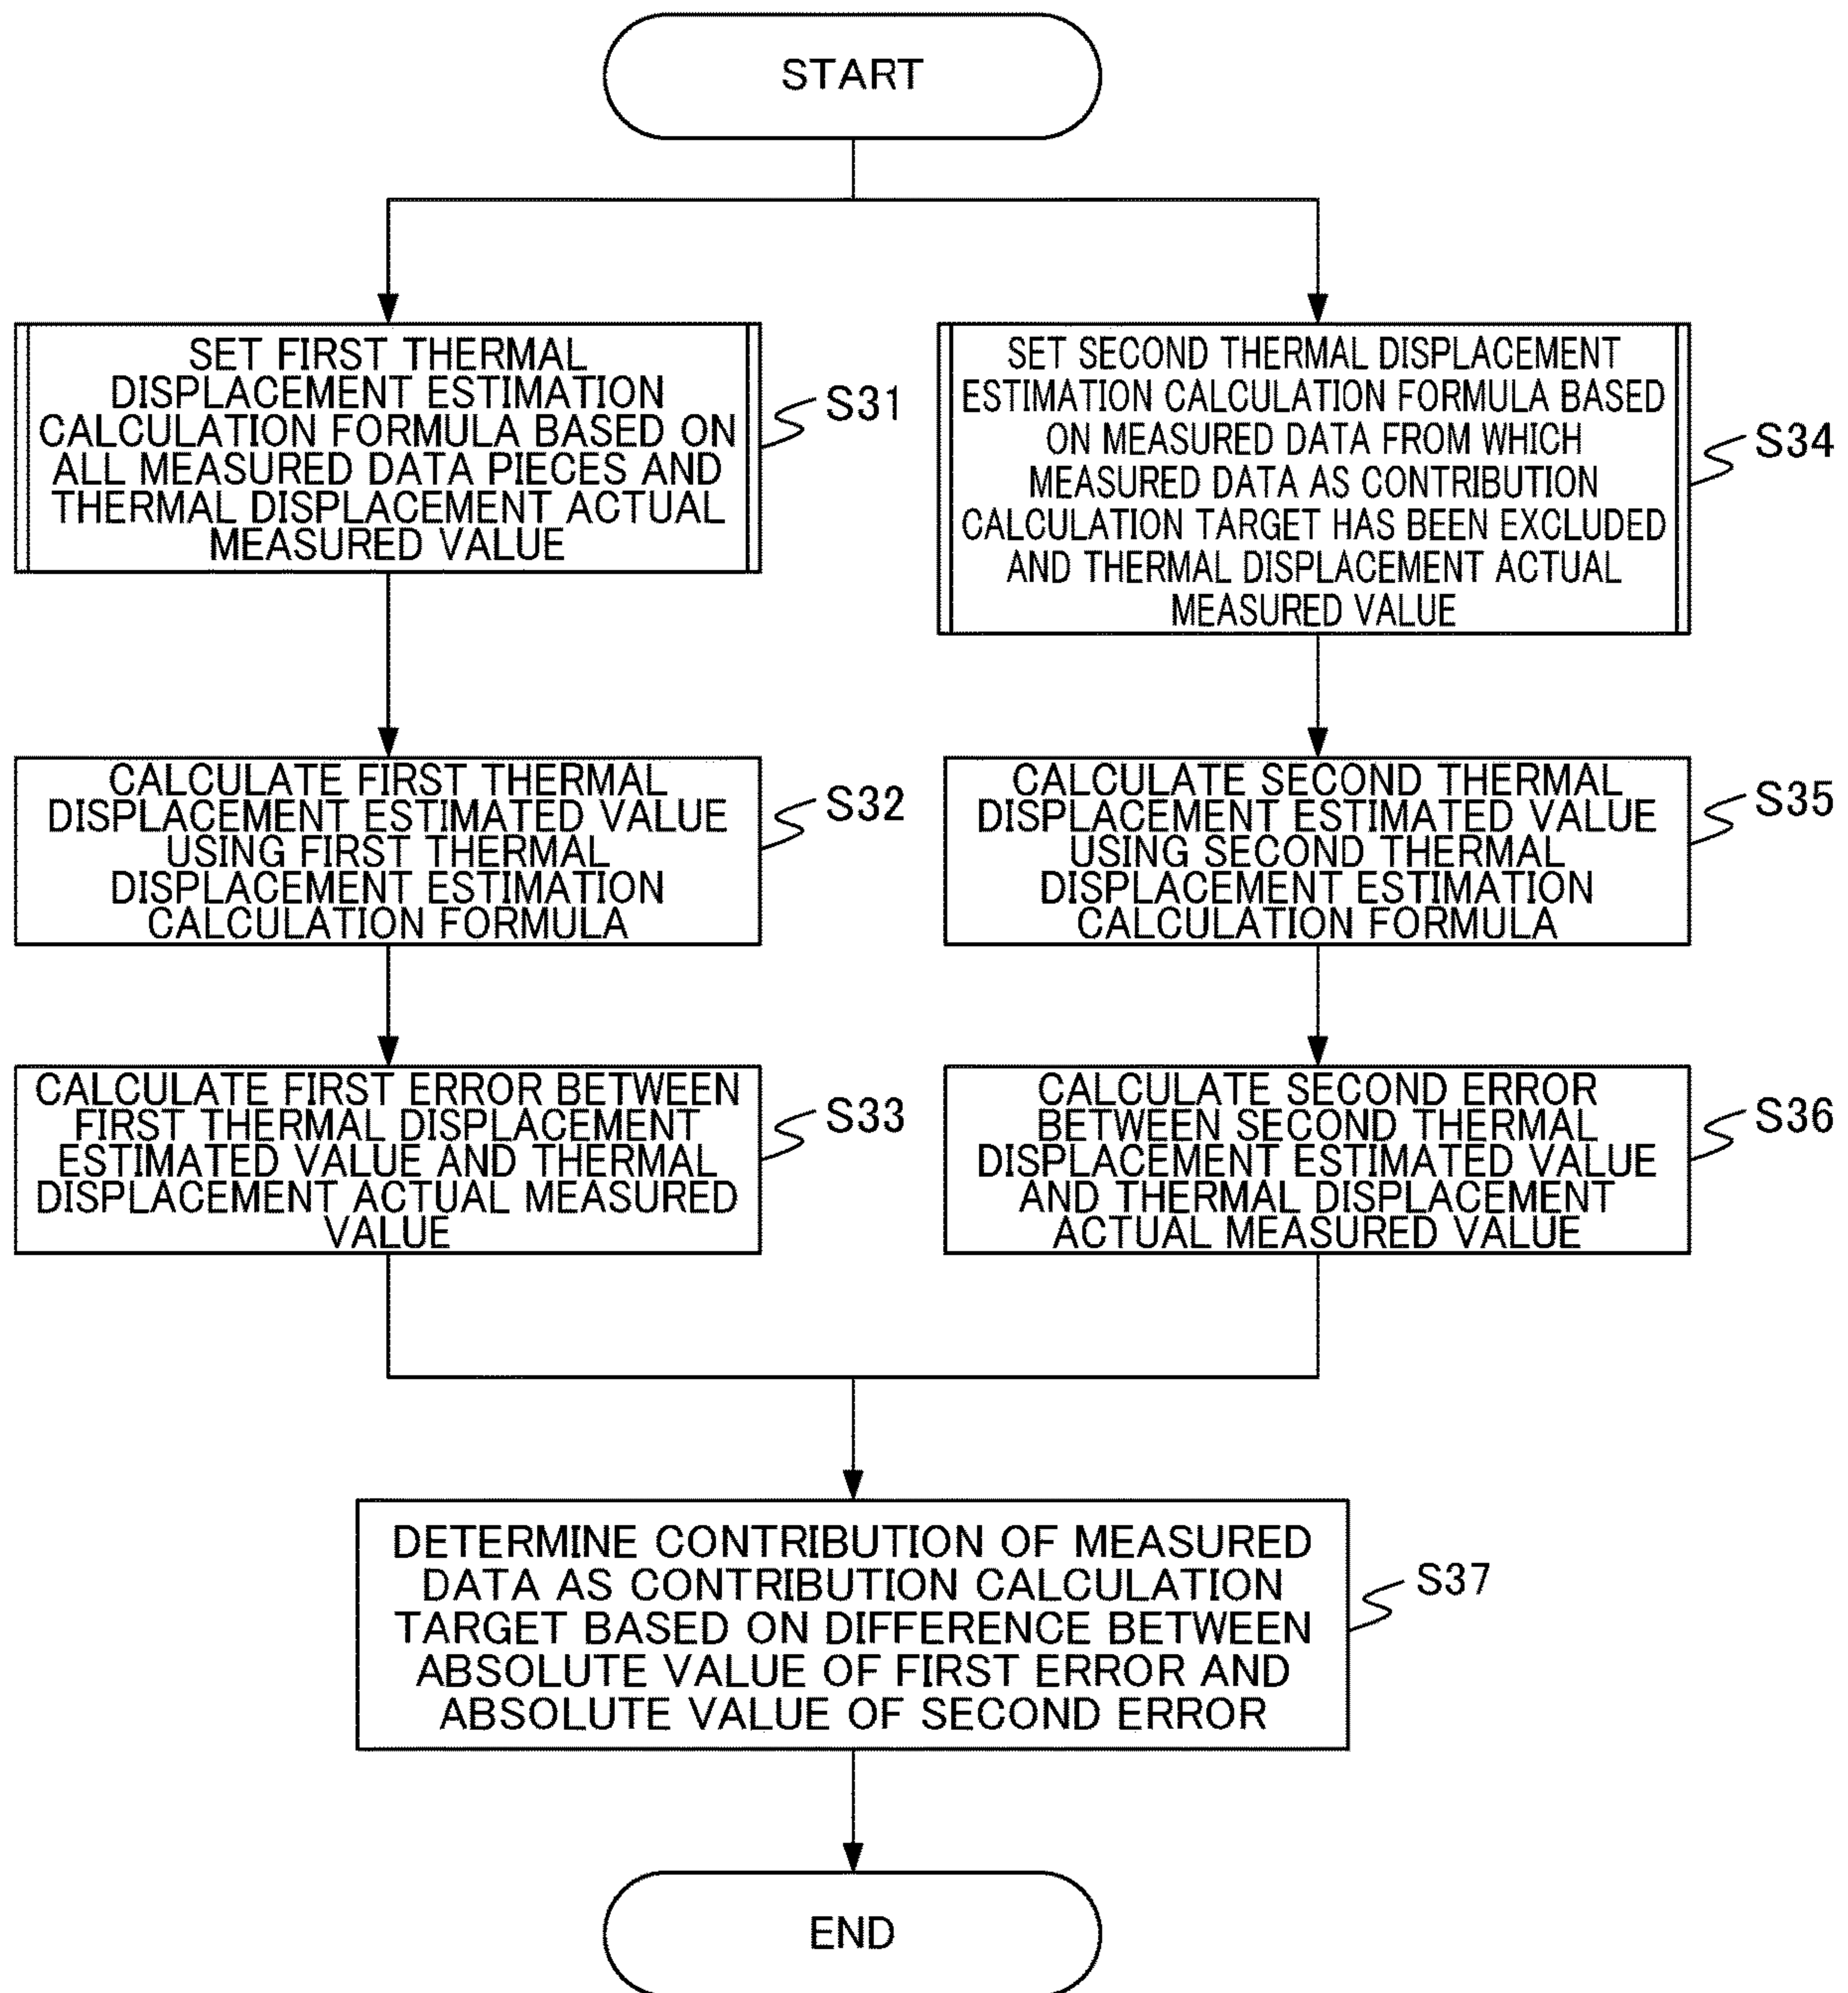 START
SET FIRST THERMAL
DISPLACEMENT ESTIMATION
CALCULATION FORMULA BASED ON
ALL MEASURED DATA PIECES AND
THERMAL DISPLACEMENT ACTUAL
MEASURED VALUE
S31
SET SECOND THERMAL DISPLACEMENT
ESTIMATION CALCULATION FORMULA BASED
ON MEASURED DATA FROM WHICH
MEASURED DATA AS CONTRIBUTION
CALCULATION TARGET HAS BEEN EXCLUDED
AND THERMAL DISPLACEMENT ACTUAL
MEASURED VALUE
S34
CALCULATE FIRST THERMAL
DISPLACEMENT ESTIMATED VALUE
USING FIRST THERMAL
DISPLACEMENT ESTIMATION
CALCULATION FORMULA
S32
CALCULATE SECOND THERMAL
DISPLACEMENT ESTIMATED VALUE
USING SECOND THERMAL
DISPLACEMENT ESTIMATION
CALCULATION FORMULA
S35
CALCULATE FIRST ERROR BETWEEN
FIRST THERMAL DISPLACEMENT
ESTIMATED VALUE AND THERMAL
DISPLACEMENT ACTUAL MEASURED
VALUE
S33
CALCULATE SECOND ERROR
BETWEEN SECOND THERMAL
DISPLACEMENT ESTIMATED VALUE
AND THERMAL DISPLACEMENT
ACTUAL MEASURED VALUE
S36
DETERMINE CONTRIBUTION OF MEASURED
DATA AS CONTRIBUTION CALCULATION
TARGET BASED ON DIFFERENCE BETWEEN
ABSOLUTE VALUE OF FIRST ERROR AND
ABSOLUTE VALUE OF SECOND ERROR
S37
END